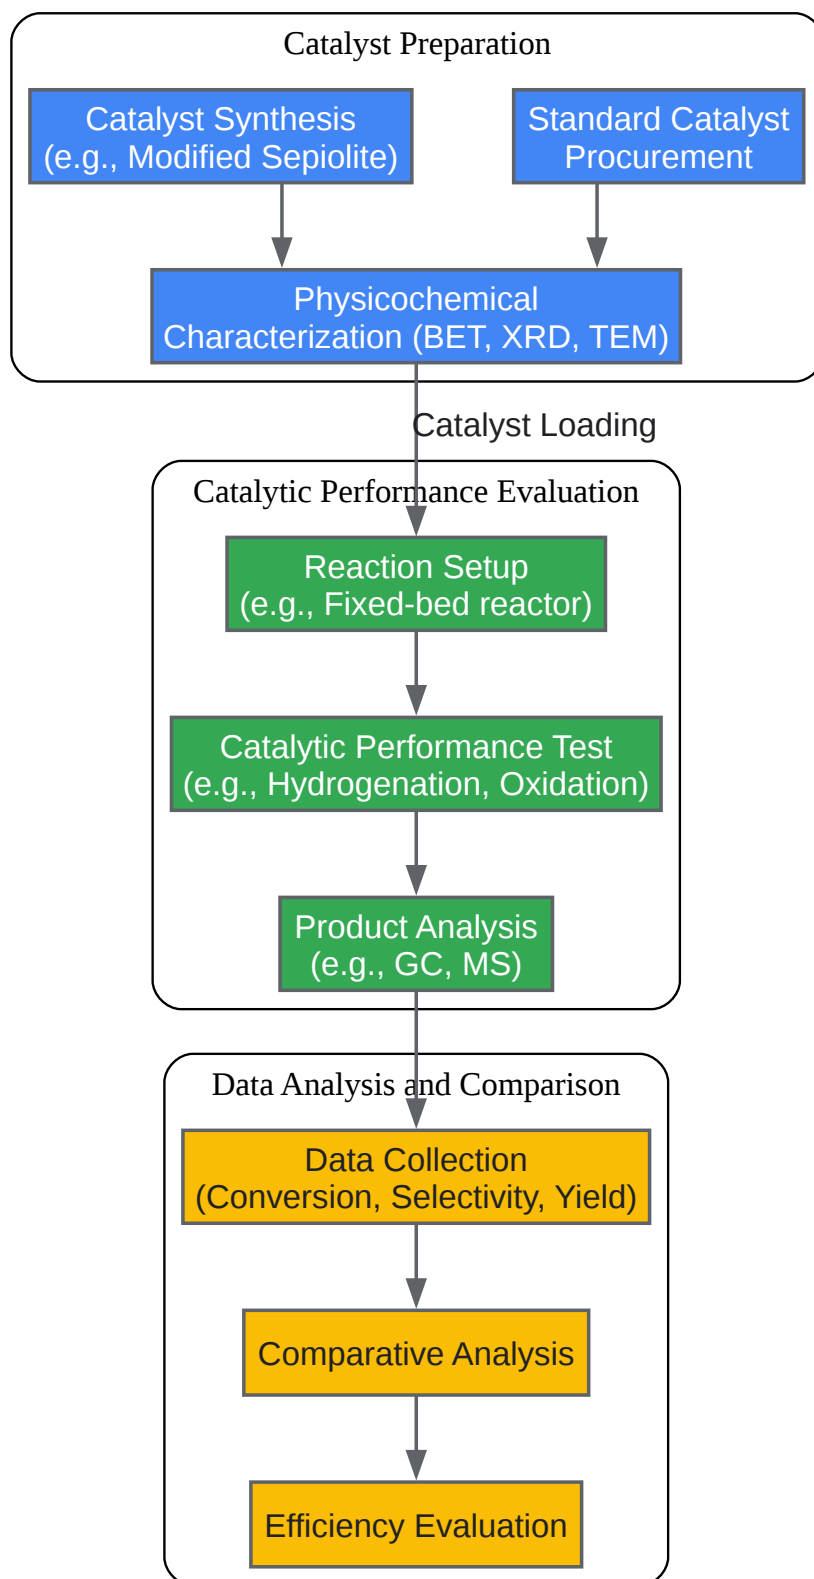 Catalyst Preparation
Catalyst Synthesis
(e.g., Modified Sepiolite)
Standard Catalyst
Procurement
Physicochemical
Characterization (BET, XRD, TEM)
Catalyst Loading
Catalytic Performance Evaluation
Reaction Setup
(e.g., Fixed-bed reactor)
Catalytic Performance Test
(e.g., Hydrogenation, Oxidation)
Product Analysis
(e.g., GC, MS)
Data Analysis and Comparison
Data Collection
(Conversion, Selectivity, Yield)
Comparative Analysis
Efficiency Evaluation